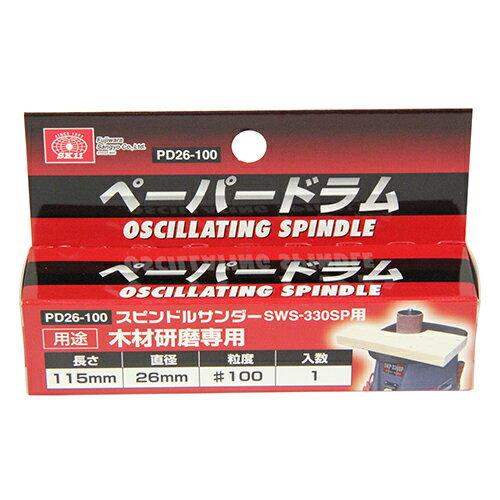 SINCE 1895
SK11
Fujiwara
Sangyo Co.,Ltd.
PD26-100
ペーパードラム
OSCILLATING SPINDLE
ペーパードラム
OSCILLATING SPINDLE
PD26-100 スピンドルサンダーSWS-330SP用
用途 木材研磨専用
長さ 直径 粒度 入数
115mm 26mm #100 1